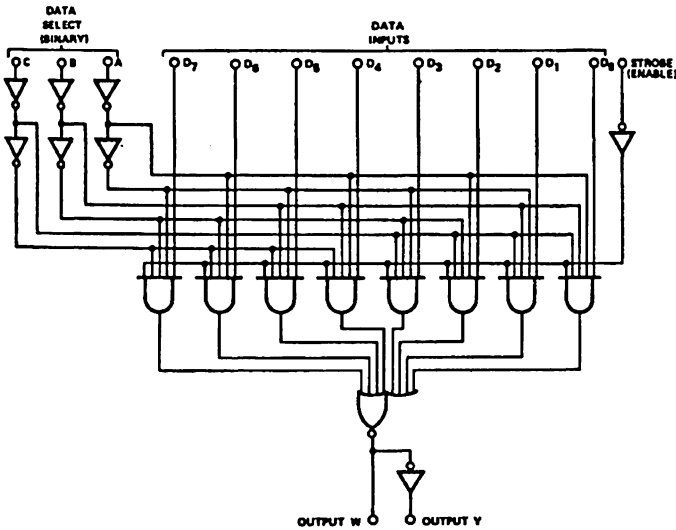 DATA
SELECT
(BINARY)
DATA
INPUTS
C B A D7 D6 D5 D4 D3 D2 D1 D0 STROBE
(ENABLE)
OUTPUT W OUTPUT Y